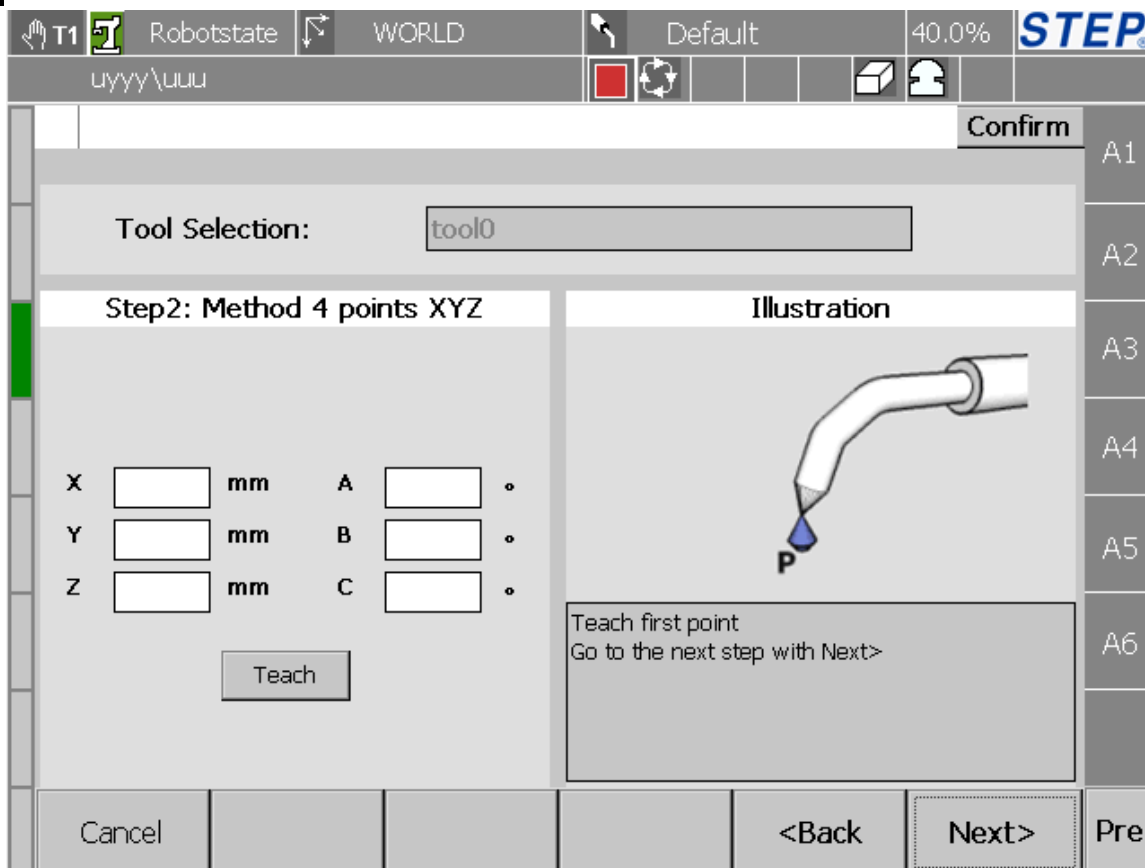 T1 Robotstate WORLD Default 40.0% STEP®
uyyy\uuu
Confirm
A1
Tool Selection: tool0
A2
Step2: Method 4 points XYZ
Illustration
A3
A4
X mm A °
Y mm B °
Z mm C °
P
A5
Teach first point
Go to the next step with Next>
A6
Teach
Cancel <Back Next> Pre